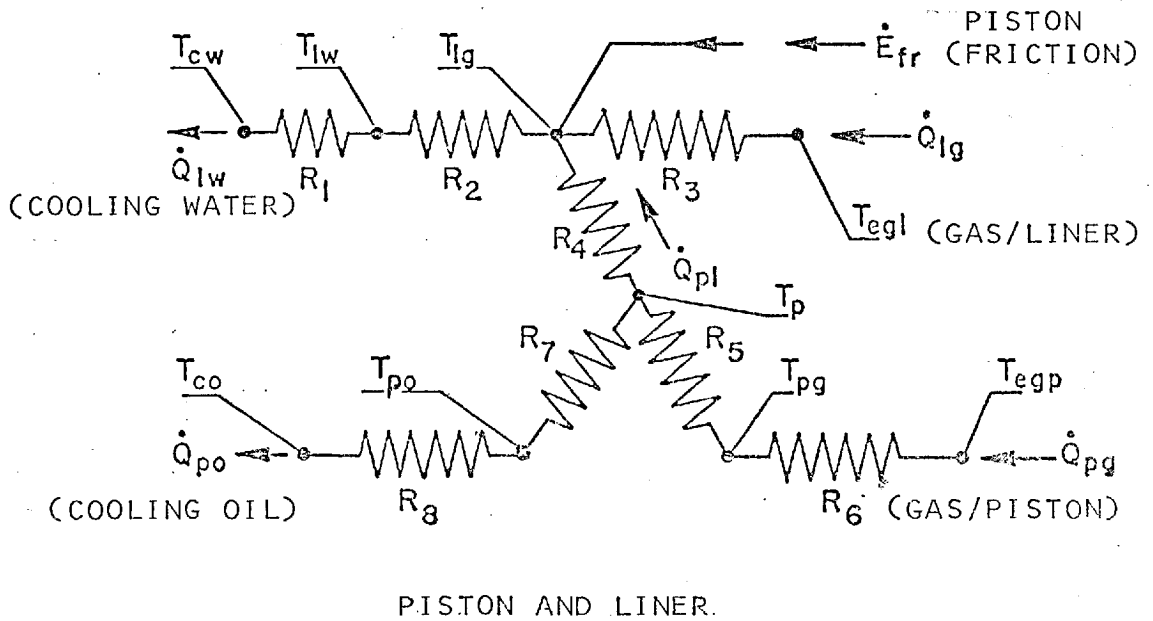 PISTON
T_cw T_lw T_lg Ė_fr (FRICTION)
Q̇_lw R_1 R_2 R_3 Q̇_lg
(COOLING WATER)
R_4 Q̇_pl T_egl (GAS/LINER)
T_p
R_7 R_5
T_co T_po T_pg T_egp
Q̇_po Q̇_pg
R_8 R_6
(COOLING OIL) (GAS/PISTON)
PISTON AND LINER.